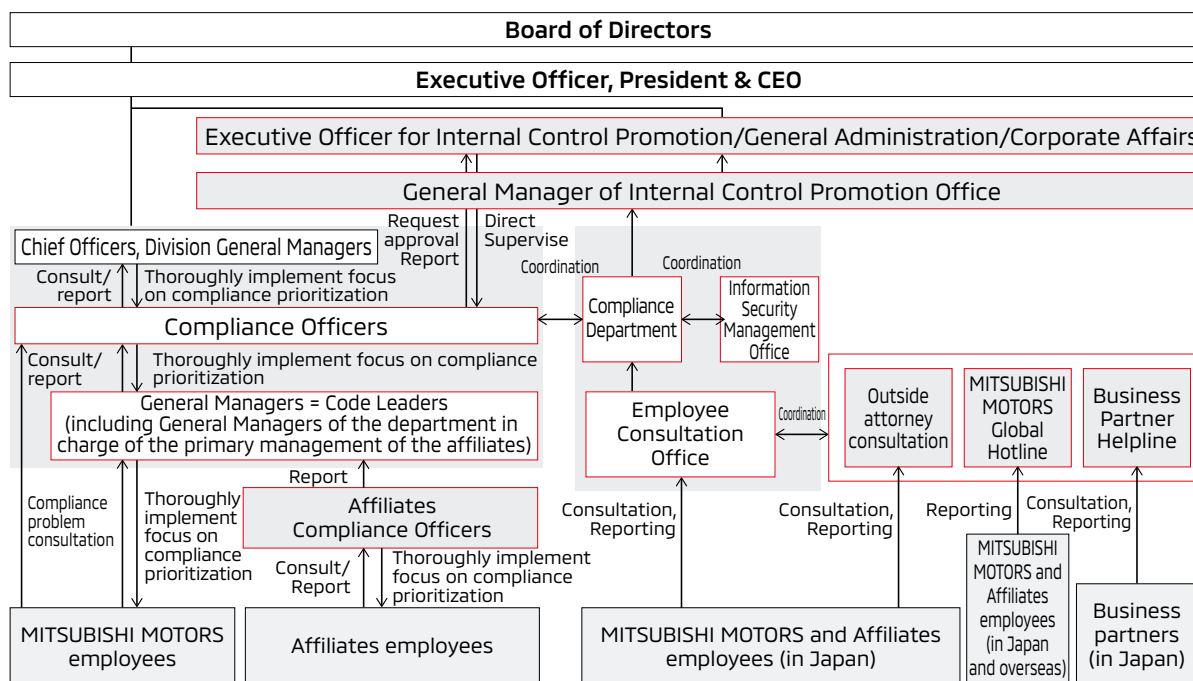 Board of Directors
Executive Officer, President & CEO
Executive Officer for Internal Control Promotion/General Administration/Corporate Affairs
General Manager of Internal Control Promotion Office
Request
approval
Report
Direct
Supervise
Chief Officers, Division General Managers
Consult/
report
Thoroughly implement focus
on compliance prioritization
Coordination
Coordination
Compliance Officers
Compliance
Department
Information
Security
Management
Office
Consult/
report
Thoroughly implement focus on compliance
prioritization
General Managers = Code Leaders
(including General Managers of the department in
charge of the primary management of the affiliates)
Employee
Consultation
Office
Coordination
Outside
attorney
consultation
MITSUBISHI
MOTORS
Global
Hotline
Business
Partner
Helpline
Report
Compliance
problem
consultation
Thoroughly
implement
focus on
compliance
prioritization
Affiliates
Compliance Officers
Consult/
Report
Thoroughly implement
focus on compliance
prioritization
Consultation,
Reporting
Consultation,
Reporting
Reporting
Consultation,
Reporting
MITSUBISHI MOTORS
employees
Affiliates employees
MITSUBISHI MOTORS and Affiliates
employees (in Japan)
MITSUBISHI
MOTORS and
Affiliates
employees
(in Japan
and overseas)
Business
partners
(in Japan)